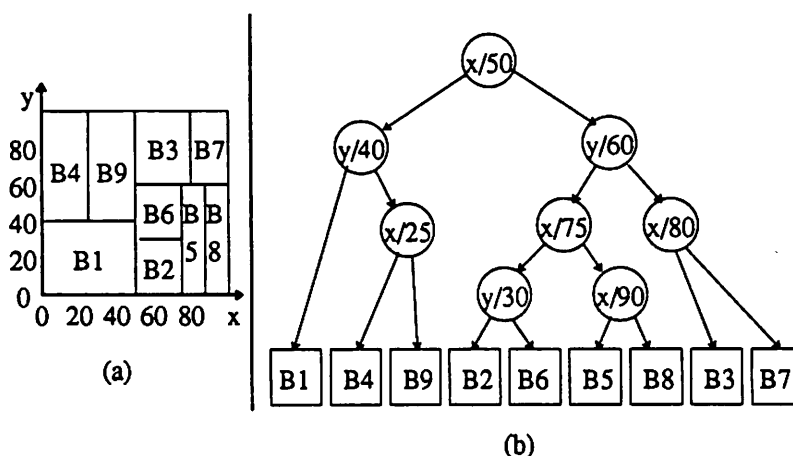 y
80
60
40
20
0
B4 B9 B3 B7
B6 B 5 B 8
B1 B2
0 20 40 60 80 x
(a)
x/50
y/40 y/60
x/25 x/75 x/80
y/30 x/90
B1 B4 B9 B2 B6 B5 B8 B3 B7
(b)